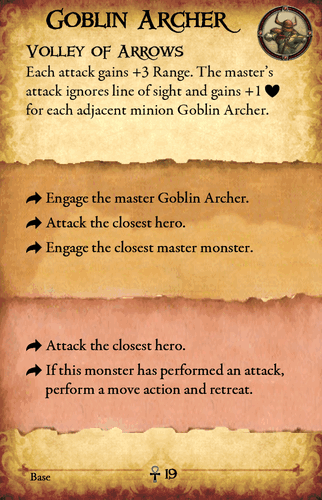 Goblin Archer
Volley of Arrows
Each attack gains +3 Range. The master's
attack ignores line of sight and gains +1 ♥
for each adjacent minion Goblin Archer.
Engage the master Goblin Archer.
Attack the closest hero.
Engage the closest master monster.
Attack the closest hero.
If this monster has performed an attack,
perform a move action and retreat.
Base
☥ 19